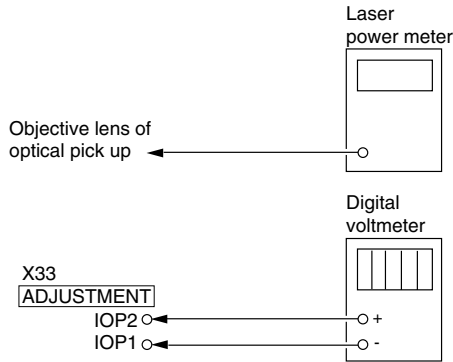 Laser
power meter
Objective lens of
optical pick up
Digital
voltmeter
X33
ADJUSTMENT
IOP2
+
IOP1
-